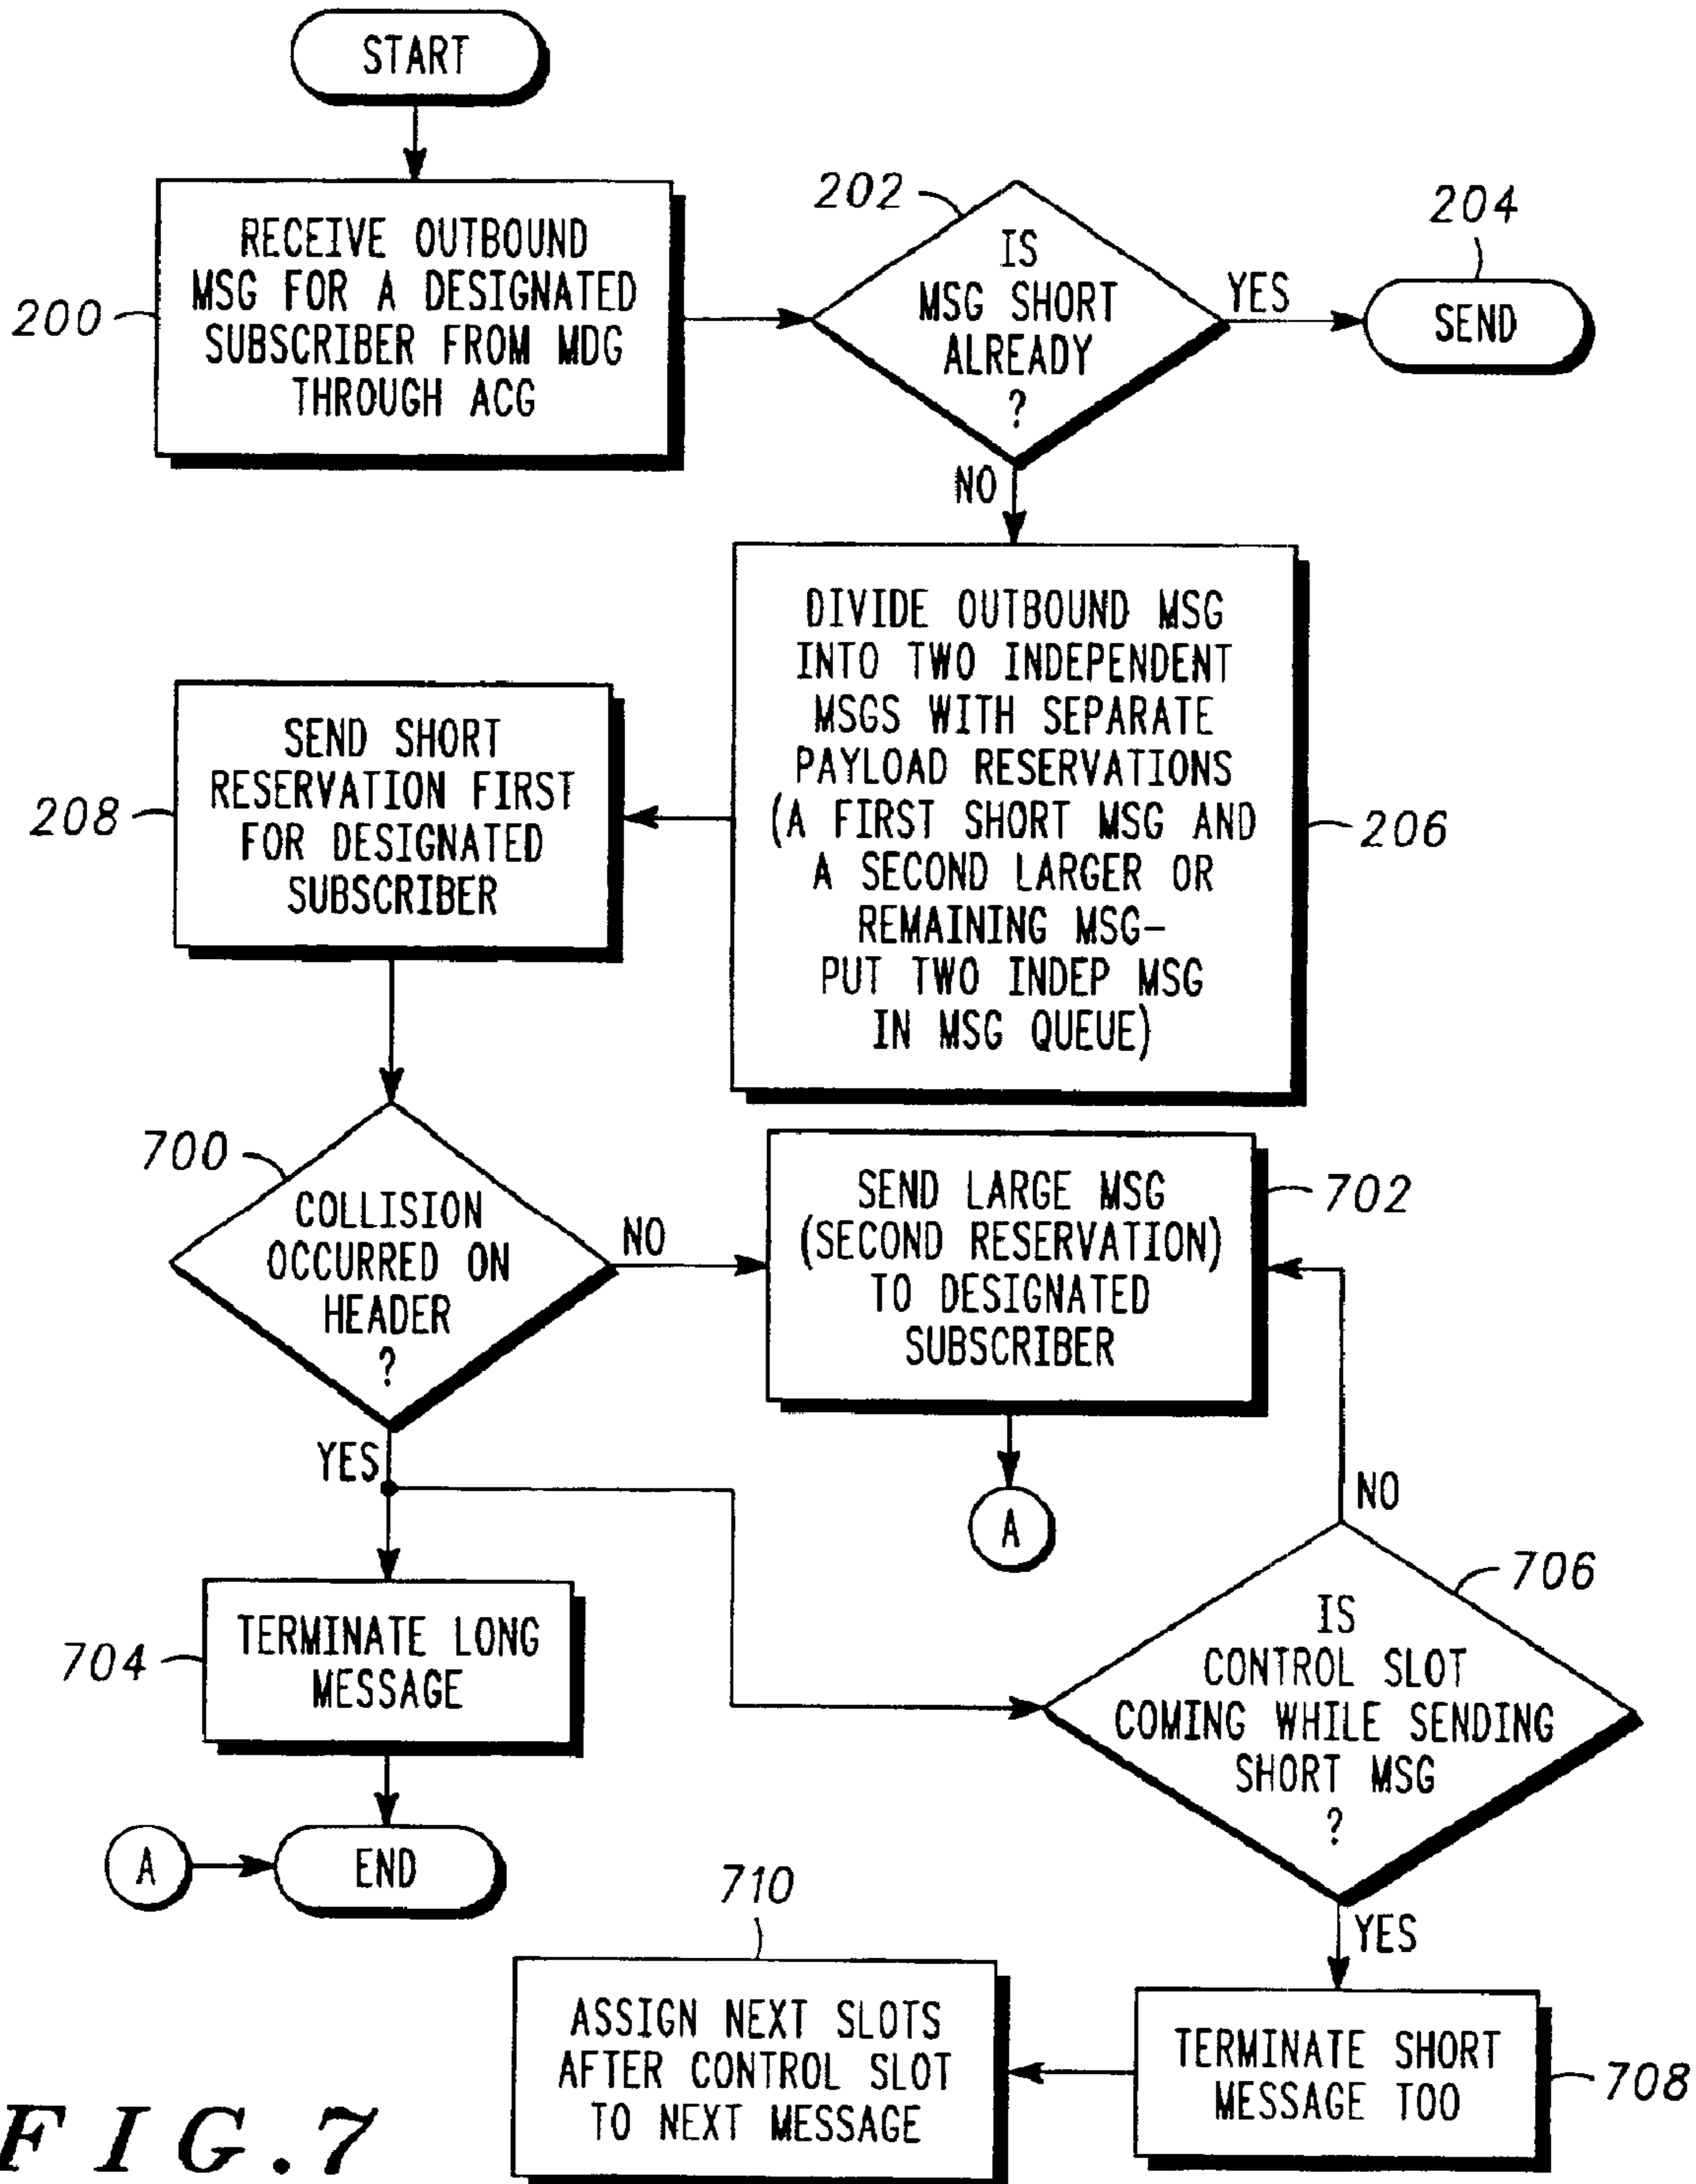 START
200
RECEIVE OUTBOUND
MSG FOR A DESIGNATED
SUBSCRIBER FROM MDG
THROUGH ACG
202
IS
MSG SHORT
ALREADY
?
YES
204
SEND
NO
DIVIDE OUTBOUND MSG
INTO TWO INDEPENDENT
MSGS WITH SEPARATE
PAYLOAD RESERVATIONS
(A FIRST SHORT MSG AND
A SECOND LARGER OR
REMAINING MSG-
PUT TWO INDEP MSG
IN MSG QUEUE)
206
208
SEND SHORT
RESERVATION FIRST
FOR DESIGNATED
SUBSCRIBER
700
COLLISION
OCCURRED ON
HEADER
?
NO
SEND LARGE MSG
(SECOND RESERVATION)
TO DESIGNATED
SUBSCRIBER
702
A
YES
704
TERMINATE LONG
MESSAGE
A
END
NO
706
IS
CONTROL SLOT
COMING WHILE SENDING
SHORT MSG
?
YES
TERMINATE SHORT
MESSAGE TOO
708
710
ASSIGN NEXT SLOTS
AFTER CONTROL SLOT
TO NEXT MESSAGE
FIG.7